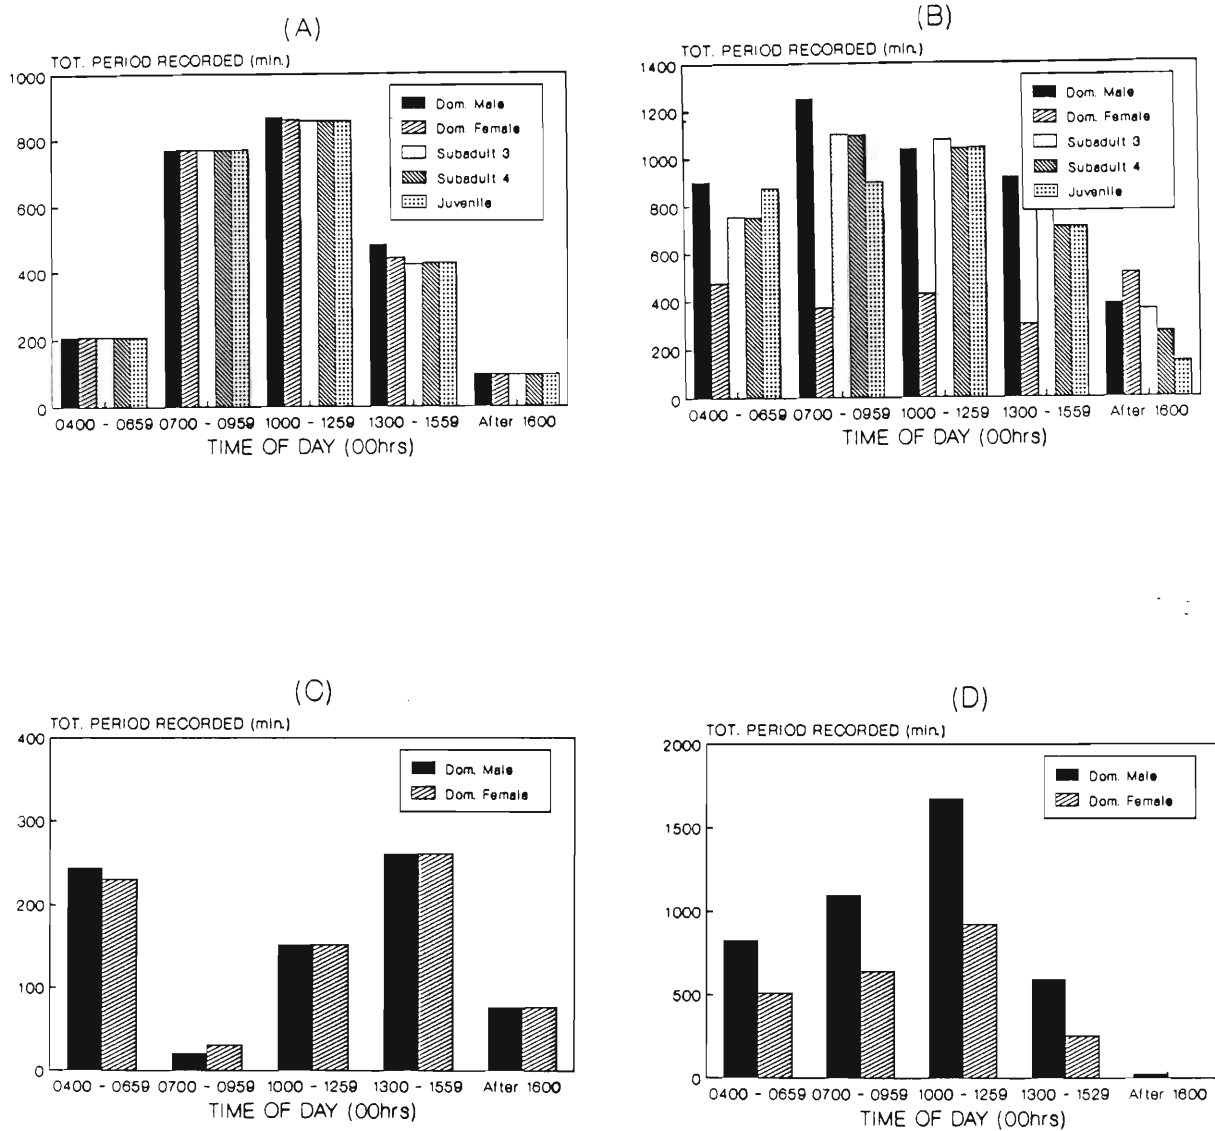 (A)
TOT. PERIOD RECORDED (min.)
1000
800
600
400
200
0
Dom. Male
Dom. Female
Subadult 3
Subadult 4
Juvenile
0400 - 0659 0700 - 0959 1000 - 1259 1300 - 1559 After 1600
TIME OF DAY (00hrs)
(B)
TOT. PERIOD RECORDED (min.)
1400
1200
1000
800
600
400
200
0
Dom. Male
Dom. Female
Subadult 3
Subadult 4
Juvenile
0400 - 0659 0700 - 0959 1000 - 1259 1300 - 1559 After 1600
TIME OF DAY (00hrs)
(C)
TOT. PERIOD RECORDED (min.)
400
300
200
100
0
Dom. Male
Dom. Female
0400 - 0659 0700 - 0959 1000 - 1259 1300 - 1559 After 1600
TIME OF DAY (00hrs)
(D)
TOT. PERIOD RECORDED (min.)
2000
1500
1000
500
0
Dom. Male
Dom. Female
0400 - 0659 0700 - 0959 1000 - 1259 1300 - 1529 After 1600
TIME OF DAY (00hrs)